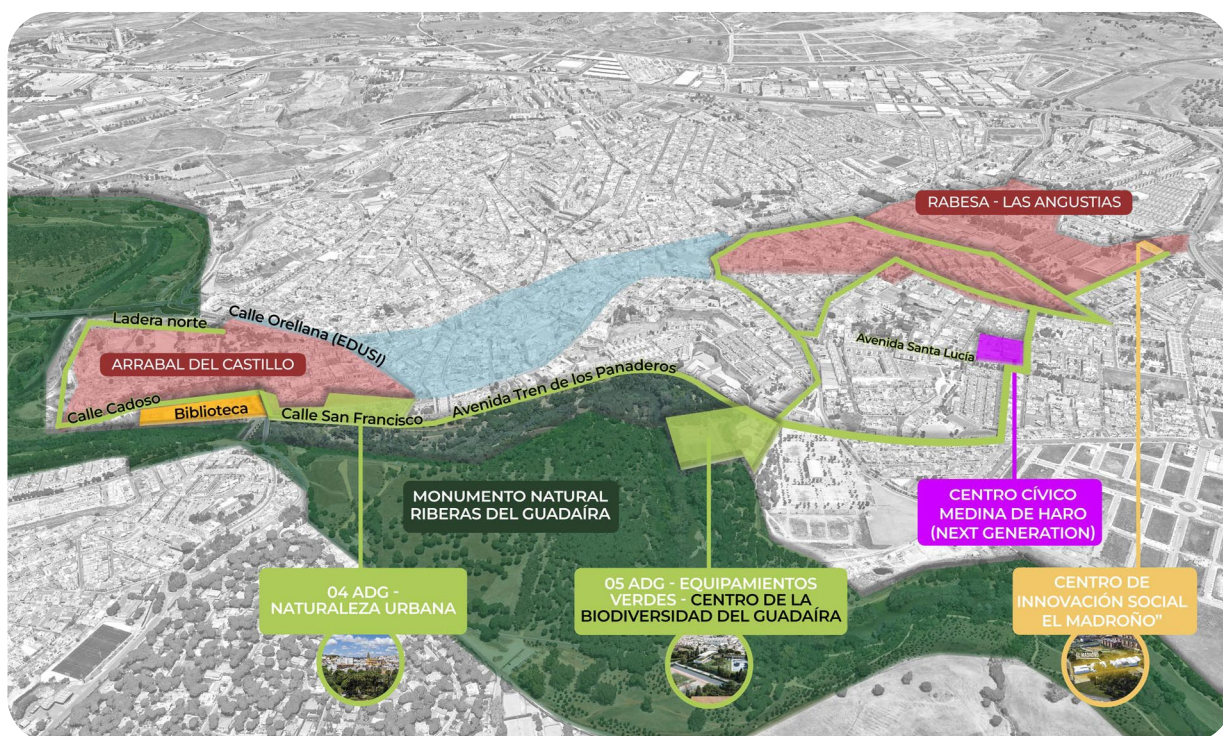 RABESA - LAS ANGUSTIAS
Ladera norte
Calle Orellana (EDUSI)
ARRABAL DEL CASTILLO
Avenida Santa Lucía
Avenida Tren de los Panaderos
Calle Cadoso
Biblioteca
Calle San Francisco
MONUMENTO NATURAL
RIBERAS DEL GUADAÍRA
CENTRO CÍVICO
MEDINA DE HARO
(NEXT GENERATION)
04 ADG -
NATURALEZA URBANA
05 ADG - EQUIPAMIENTOS
VERDES - CENTRO DE LA
BIODIVERSIDAD DEL GUADAÍRA
CENTRO DE
INNOVACIÓN SOCIAL
EL MADROÑO”
EL MADROÑO